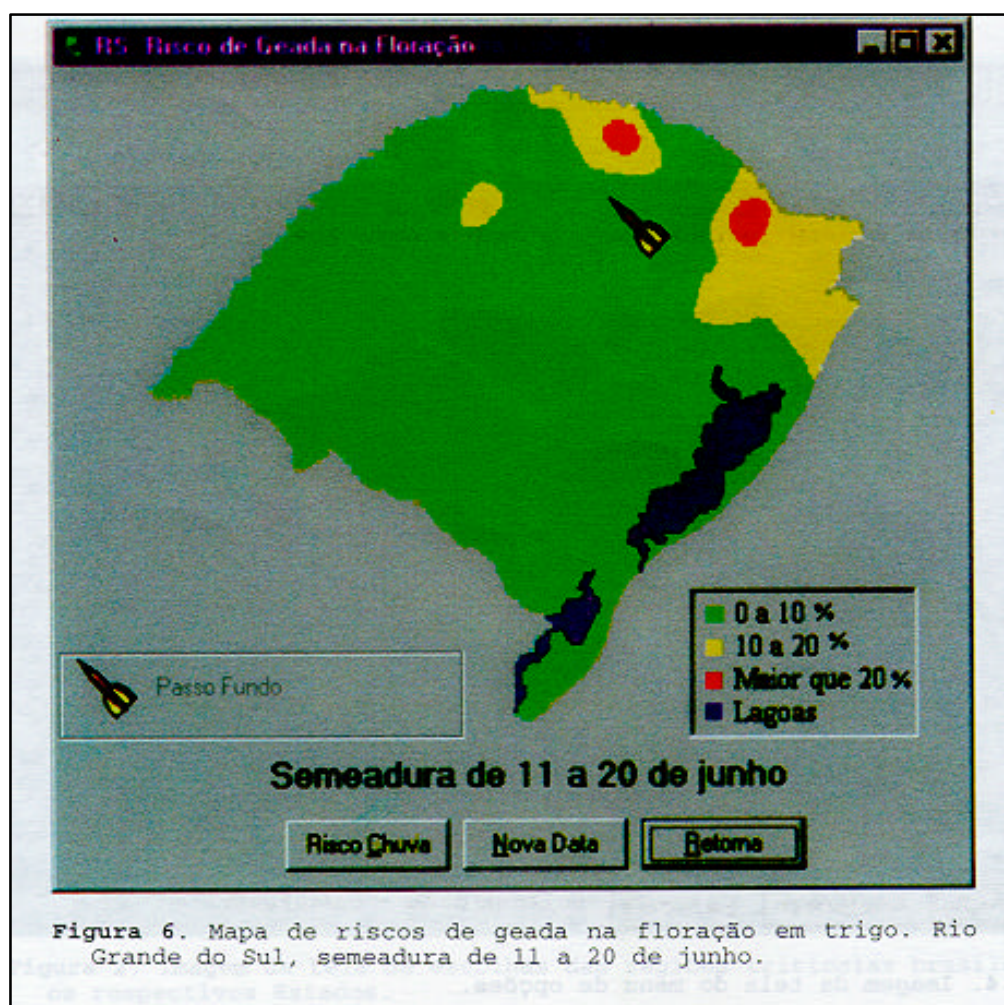 RS Risco de Geada na Floração
0 a 10 %
10 a 20 %
Maior que 20 %
Lagoas
Passo Fundo
Semeadura de 11 a 20 de junho
Risco Chuva
Nova Data
Retorna
Figura 6. Mapa de riscos de geada na floração em trigo. Rio
Grande do Sul, semeadura de 11 a 20 de junho.